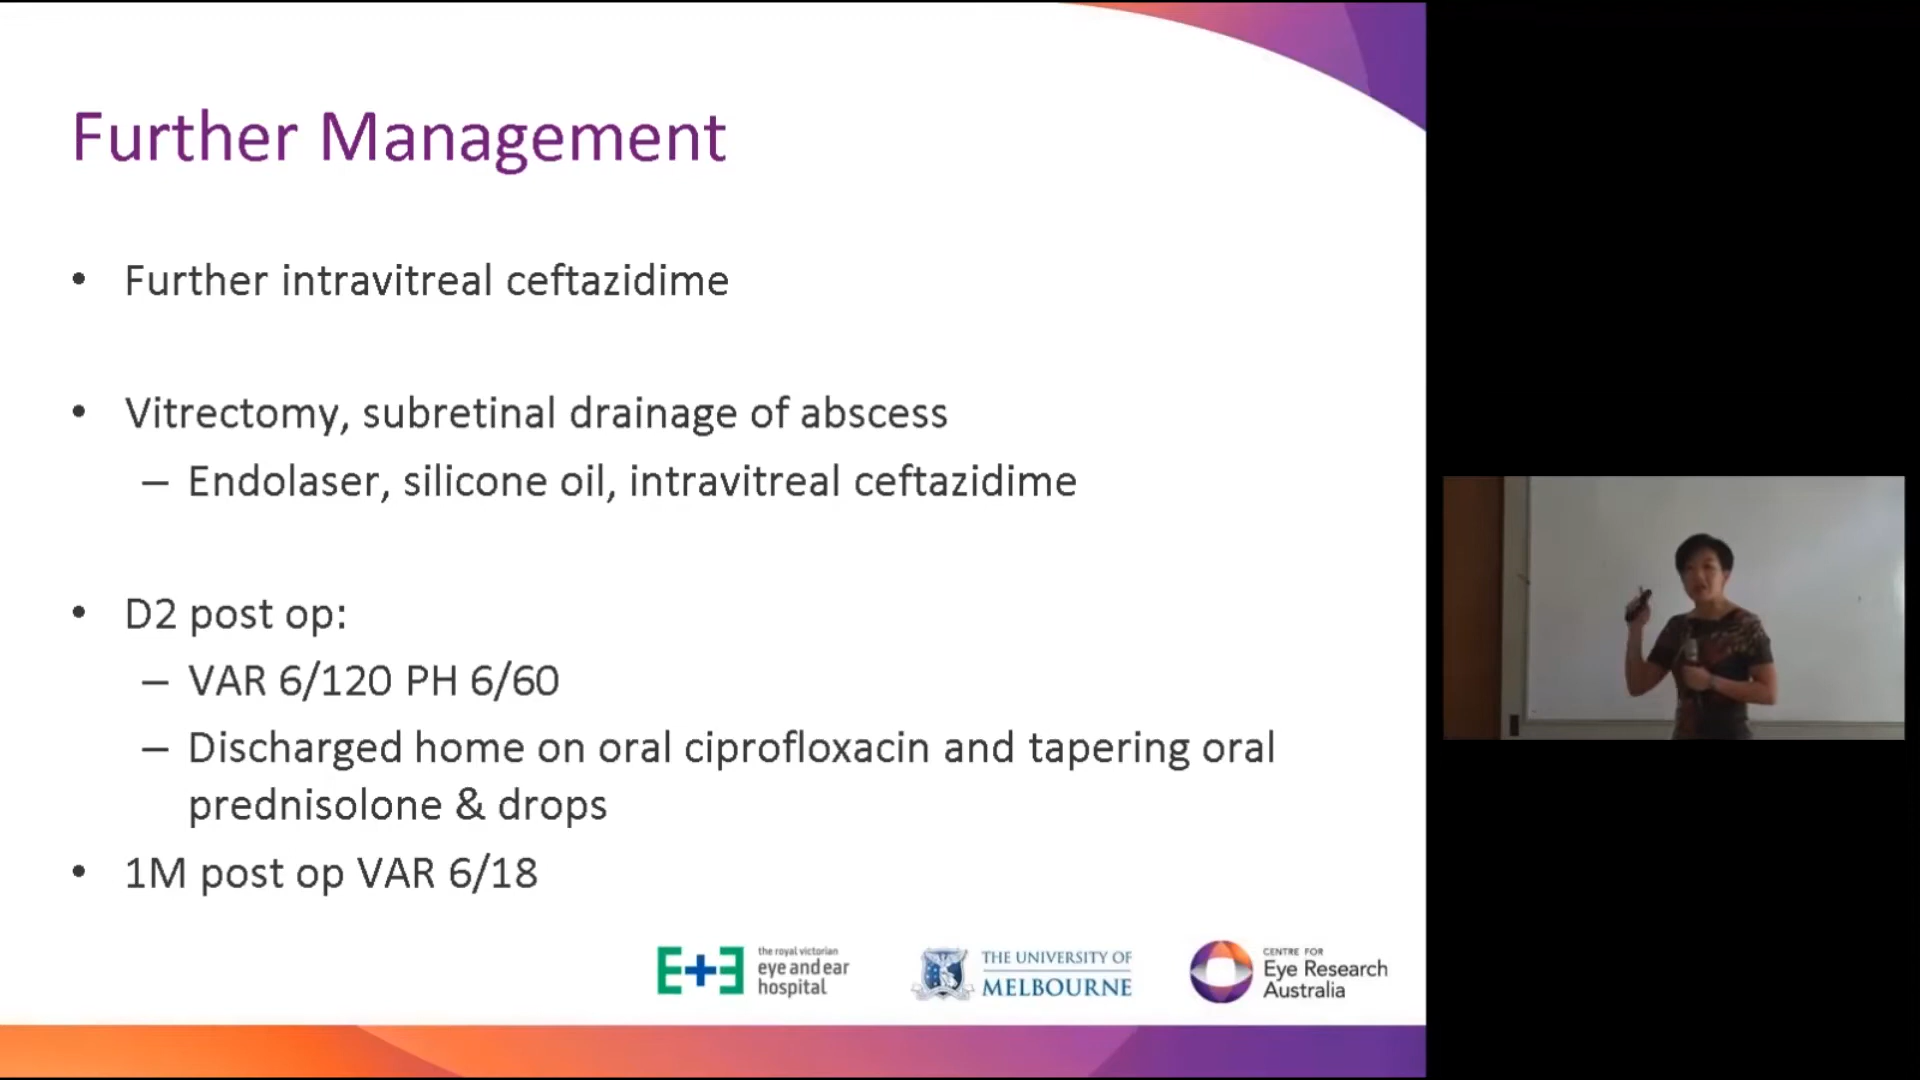 Further Management
• Further intravitreal ceftazidime
• Vitrectomy, subretinal drainage of abscess
– Endolaser, silicone oil, intravitreal ceftazidime
• D2 post op:
– VAR 6/120 PH 6/60
– Discharged home on oral ciprofloxacin and tapering oral
prednisolone & drops
• 1M post op VAR 6/18
the royal victorian
eye and ear
hospital
THE UNIVERSITY OF
MELBOURNE
CENTRE FOR
Eye Research
Australia